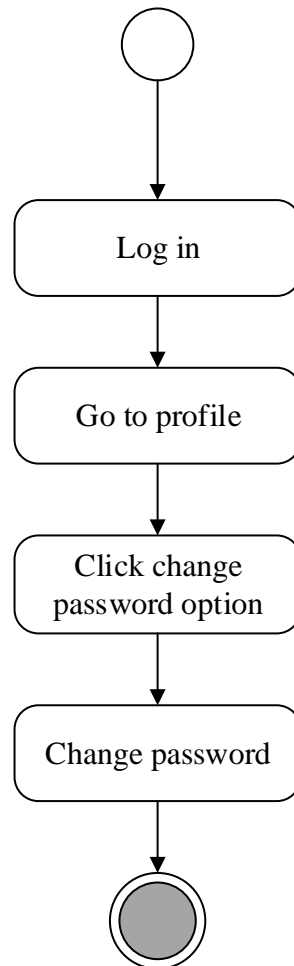 Log in
Go to profile
Click change
password option
Change password